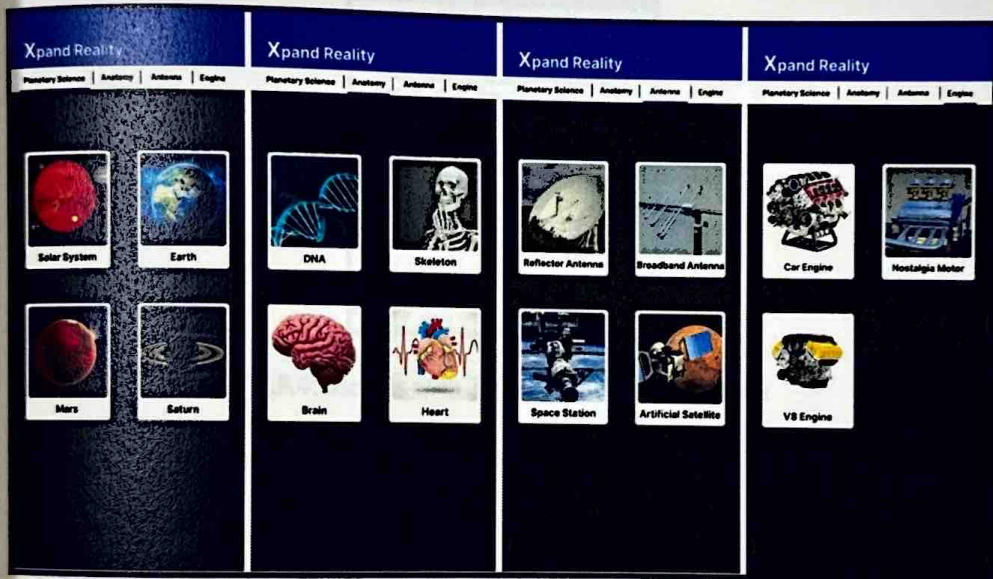 Xpand Reality
Planetary Science | Anatomy | Antenna | Engine
Solar System
Earth
Mars
Saturn
Xpand Reality
Planetary Science | Anatomy | Antenna | Engine
DNA
Skeleton
Brain
Heart
Xpand Reality
Planetary Science | Anatomy | Antenna | Engine
Reflector Antenna
Broadband Antenna
Space Station
Artificial Satellite
Xpand Reality
Planetary Science | Anatomy | Antenna | Engine
Car Engine
Nostalgia Motor
V8 Engine